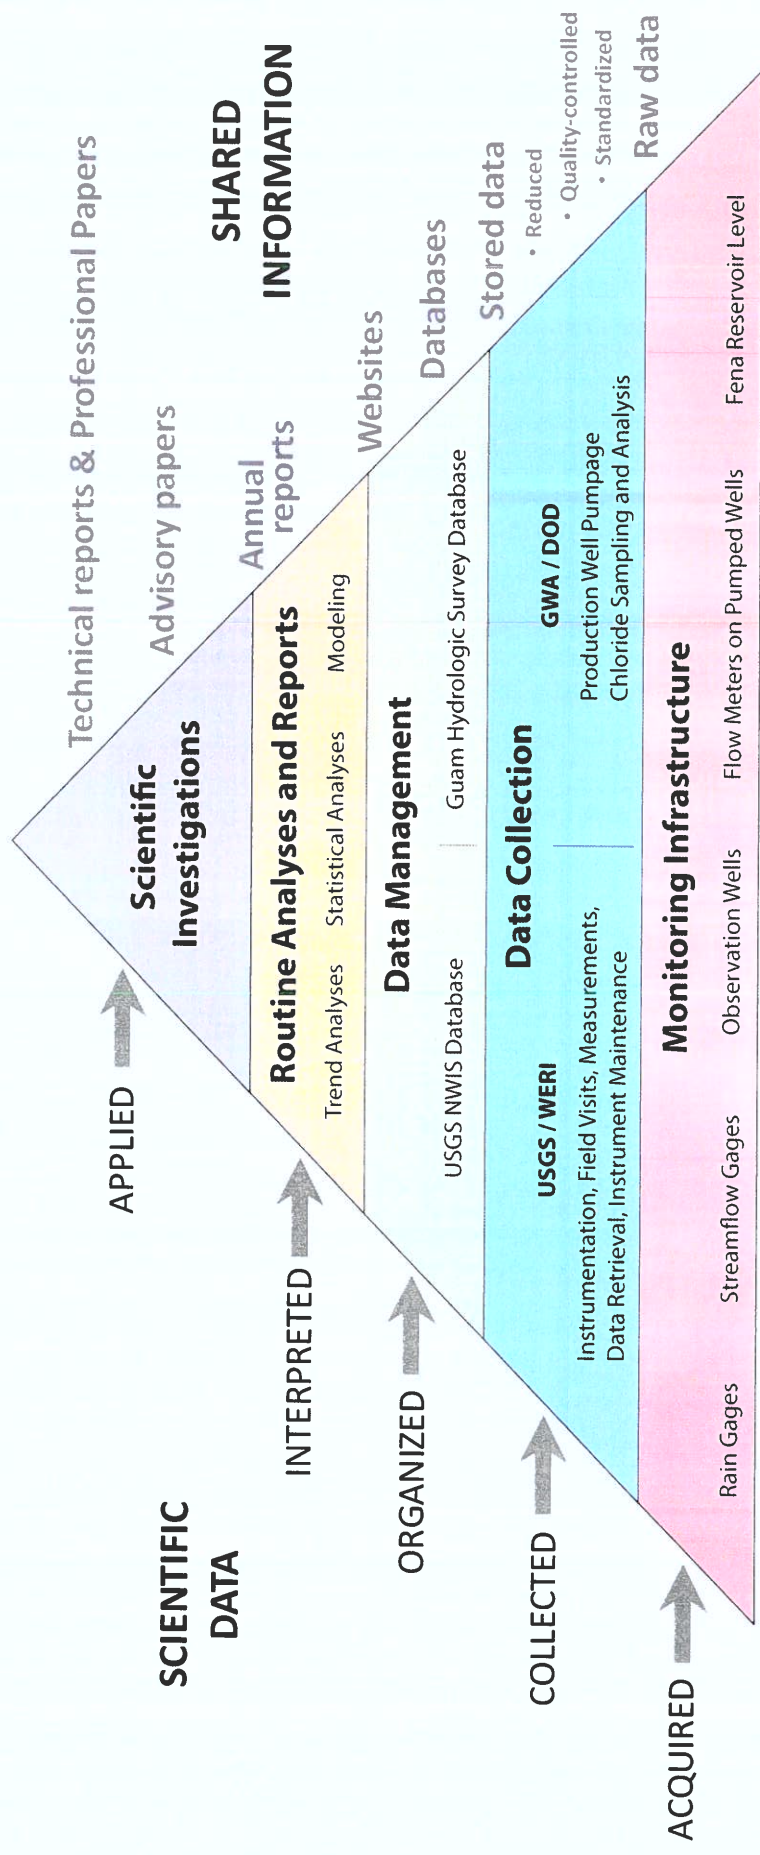 Technical reports & Professional Papers
SCIENTIFIC
DATA
SHARED
INFORMATION
APPLIED
Scientific
Investigations
Advisory papers
Annual
reports
INTERPRETED
Routine Analyses and Reports
Trend Analyses Statistical Analyses Modeling
Websites
ORGANIZED
Data Management
USGS NWIS Database Guam Hydrologic Survey Database
Databases
Stored data
• Reduced
• Quality-controlled
• Standardized
COLLECTED
Data Collection
USGS / WERI
Instrumentation, Field Visits, Measurements,
Data Retrieval, Instrument Maintenance
GWA / DOD
Production Well Pumpage
Chloride Sampling and Analysis
Raw data
ACQUIRED
Monitoring Infrastructure
Rain Gages Streamflow Gages Observation Wells Flow Meters on Pumped Wells Fena Reservoir Level